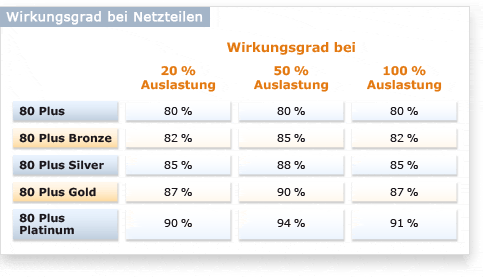 Wirkungsgrad bei Netzteilen
Wirkungsgrad bei
20 % 50 % 100 %
Auslastung Auslastung Auslastung
80 Plus 80 % 80 % 80 %
80 Plus Bronze 82 % 85 % 82 %
80 Plus Silver 85 % 88 % 85 %
80 Plus Gold 87 % 90 % 87 %
80 Plus
Platinum 90 % 94 % 91 %